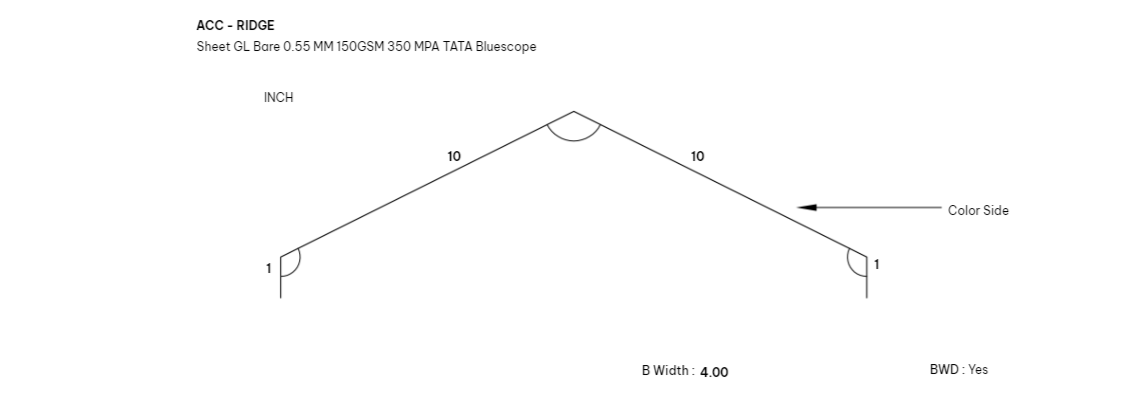 ACC - RIDGE
Sheet GL Bare 0.55 MM 150GSM 350 MPA TATA Bluescope
INCH
10
10
Color Side
1
1
B Width : 4.00
BWD : Yes